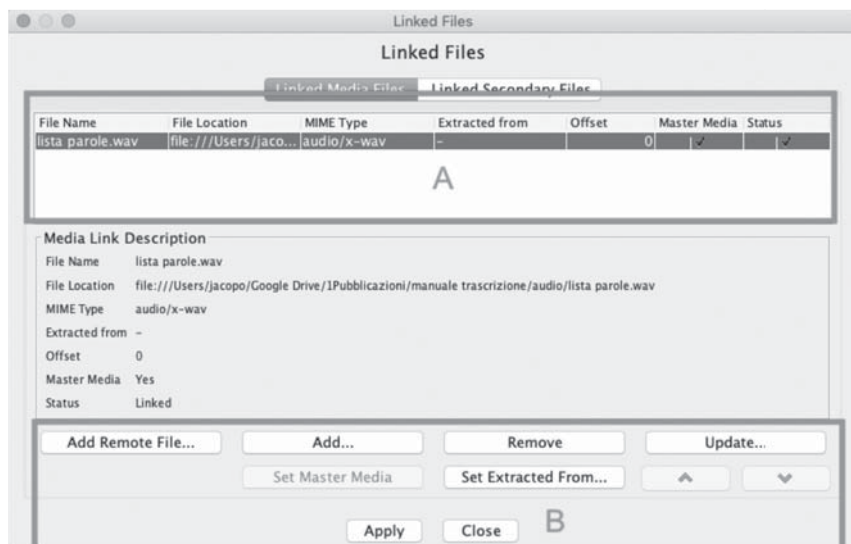 Linked Files
Linked Files
Linked Media Files Linked Secondary Files
File Name File Location MIME Type Extracted from Offset Master Media Status
lista parole.wav file:///Users/jaco... audio/x-wav - 0
A
Media Link Description
File Name lista parole.wav
File Location file:///Users/jacopo/Google Drive/1Pubblicazioni/manuale trascrizione/audio/lista parole.wav
MIME Type audio/x-wav
Extracted from -
Offset 0
Master Media Yes
Status Linked
Add Remote File... Add... Remove Update...
Set Master Media Set Extracted From...
Apply Close B